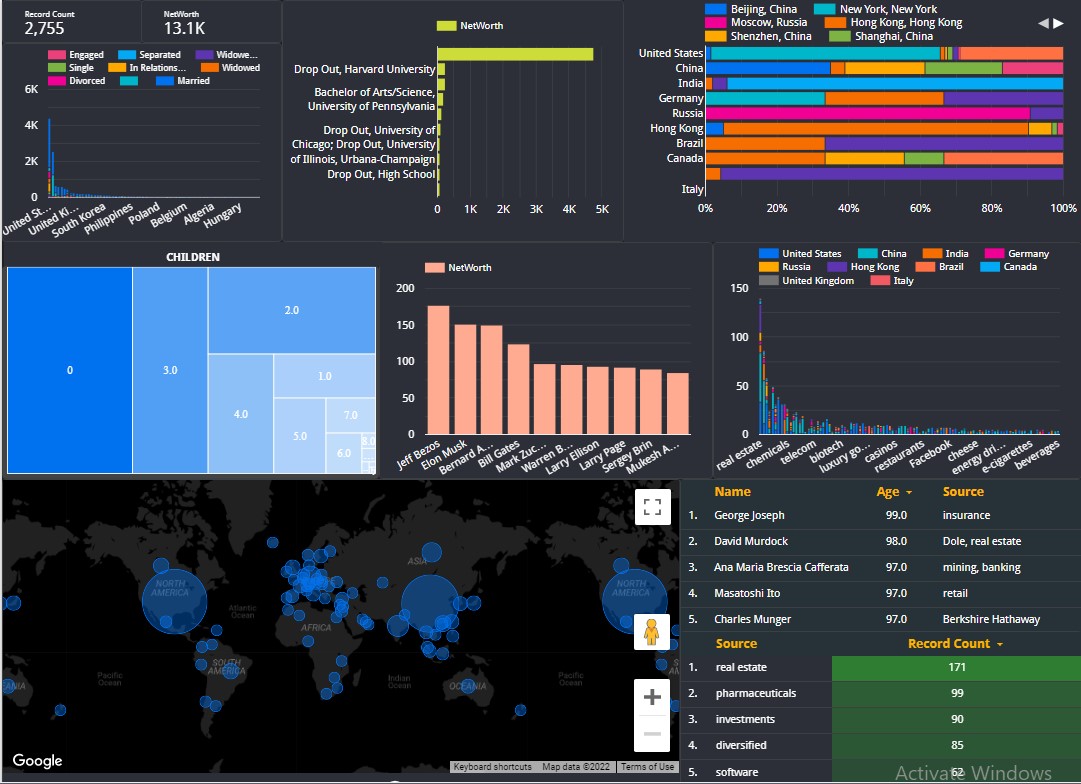 Record Count
2,755
NetWorth
13.1K
Engaged Separated Widowe...
Single In Relations... Widowed
Divorced Married
6K
4K
2K
0
United St...
United Ki...
South Korea
Philippines
Poland
Belgium
Algeria
Hungary
NetWorth
Drop Out, Harvard University
Bachelor of Arts/Science,
University of Pennsylvania
Drop Out, University of
Chicago; Drop Out, University
of Illinois, Urbana-Champaign
Drop Out, High School
0 1K 2K 3K 4K 5K
Beijing, China New York, New York
Moscow, Russia Hong Kong, Hong Kong
Shenzhen, China Shanghai, China
United States
China
India
Germany
Russia
Hong Kong
Brazil
Canada
Italy
0% 20% 40% 60% 80% 100%
CHILDREN
0
3.0
2.0
4.0
1.0
5.0
7.0
6.0
8.0
NetWorth
200
150
100
50
0
Jeff Bezos
Elon Musk
Bernard A...
Bill Gates
Mark Zuc...
Warren B...
Larry Ellison
Larry Page
Sergey Brin
Mukesh A...
United States China India Germany
Russia Hong Kong Brazil Canada
United Kingdom Italy
150
100
50
0
real estate
chemicals
telecom
biotech
luxury go...
casinos
restaurants
Facebook
cheese
energy dri...
e-cigarettes
beverages
NORTH
AMERICA
Atlantic
Ocean
ASIA
AFRICA
NORTH
AMERICA
Pacific
Ocean
SOUTH
AMERICA
Indian
Ocean
OCEANIA
Pacific
Ocean
Google
Keyboard shortcuts Map data ©2022 Terms of Use
Name Age Source
1. George Joseph 99.0 insurance
2. David Murdock 98.0 Dole, real estate
3. Ana Maria Brescia Cafferata 97.0 mining, banking
4. Masatoshi Ito 97.0 retail
5. Charles Munger 97.0 Berkshire Hathaway
Source Record Count
1. real estate 171
2. pharmaceuticals 99
3. investments 90
4. diversified 85
5. software 62
Activate Windows